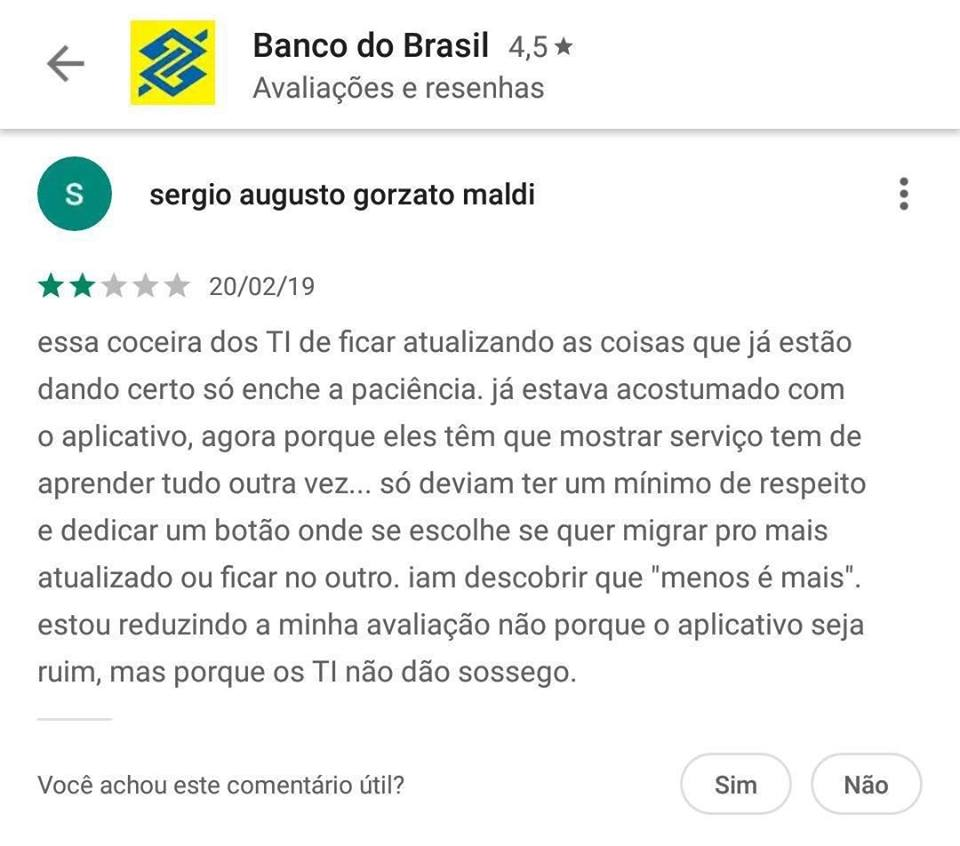 Banco do Brasil 4,5★
Avaliações e resenhas
S
sergio augusto gorzato maldi
20/02/19
essa coceira dos TI de ficar atualizando as coisas que já estão
dando certo só enche a paciência. já estava acostumado com
o aplicativo, agora porque eles têm que mostrar serviço tem de
aprender tudo outra vez... só deviam ter um mínimo de respeito
e dedicar um botão onde se escolhe se quer migrar pro mais
atualizado ou ficar no outro. iam descobrir que "menos é mais".
estou reduzindo a minha avaliação não porque o aplicativo seja
ruim, mas porque os TI não dão sossego.
Você achou este comentário útil? Sim Não